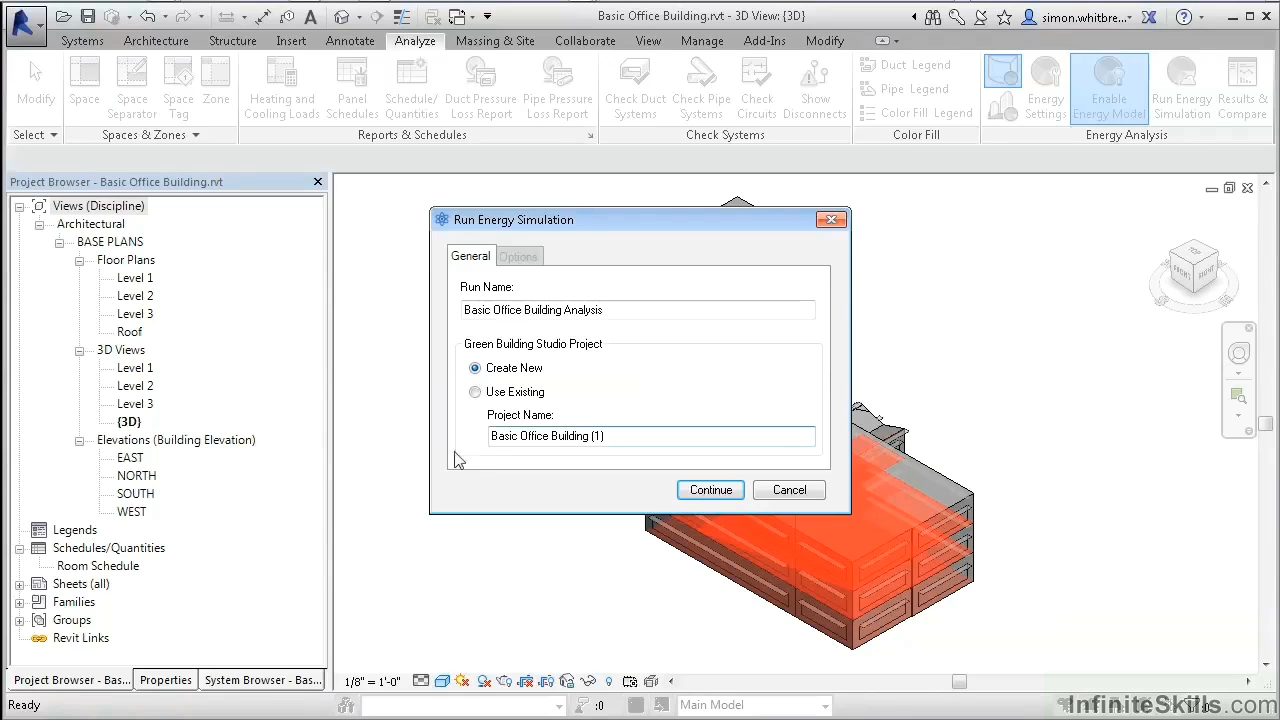 Basic Office Building.rvt - 3D View: {3D}
simon.whitbre...
Systems Architecture Structure Insert Annotate Analyze Massing & Site Collaborate View Manage Add-Ins Modify
Modify
Space
Space Separator
Space Tag
Zone
Heating and Cooling Loads
Panel Schedules
Schedule/ Quantities
Duct Pressure Loss Report
Pipe Pressure Loss Report
Check Duct Systems
Check Pipe Systems
Check Circuits
Show Disconnects
Duct Legend
Pipe Legend
Color Fill Legend
Energy Settings
Enable Energy Model
Run Energy Simulation
Results & Compare
Select Spaces & Zones Reports & Schedules Check Systems Color Fill Energy Analysis
Project Browser - Basic Office Building.rvt
Views (Discipline)
Architectural
BASE PLANS
Floor Plans
Level 1
Level 2
Level 3
Roof
3D Views
Level 1
Level 2
Level 3
{3D}
Elevations (Building Elevation)
EAST
NORTH
SOUTH
WEST
Legends
Schedules/Quantities
Room Schedule
Sheets (all)
Families
Groups
Revit Links
Project Browser - Bas... Properties System Browser - Bas...
Run Energy Simulation
General Options
Run Name:
Basic Office Building Analysis
Green Building Studio Project
Create New
Use Existing
Project Name:
Basic Office Building (1)
Continue Cancel
TOP
FRONT RIGHT
1/8" = 1'-0"
Ready
:0
Main Model
InfiniteSkills.com